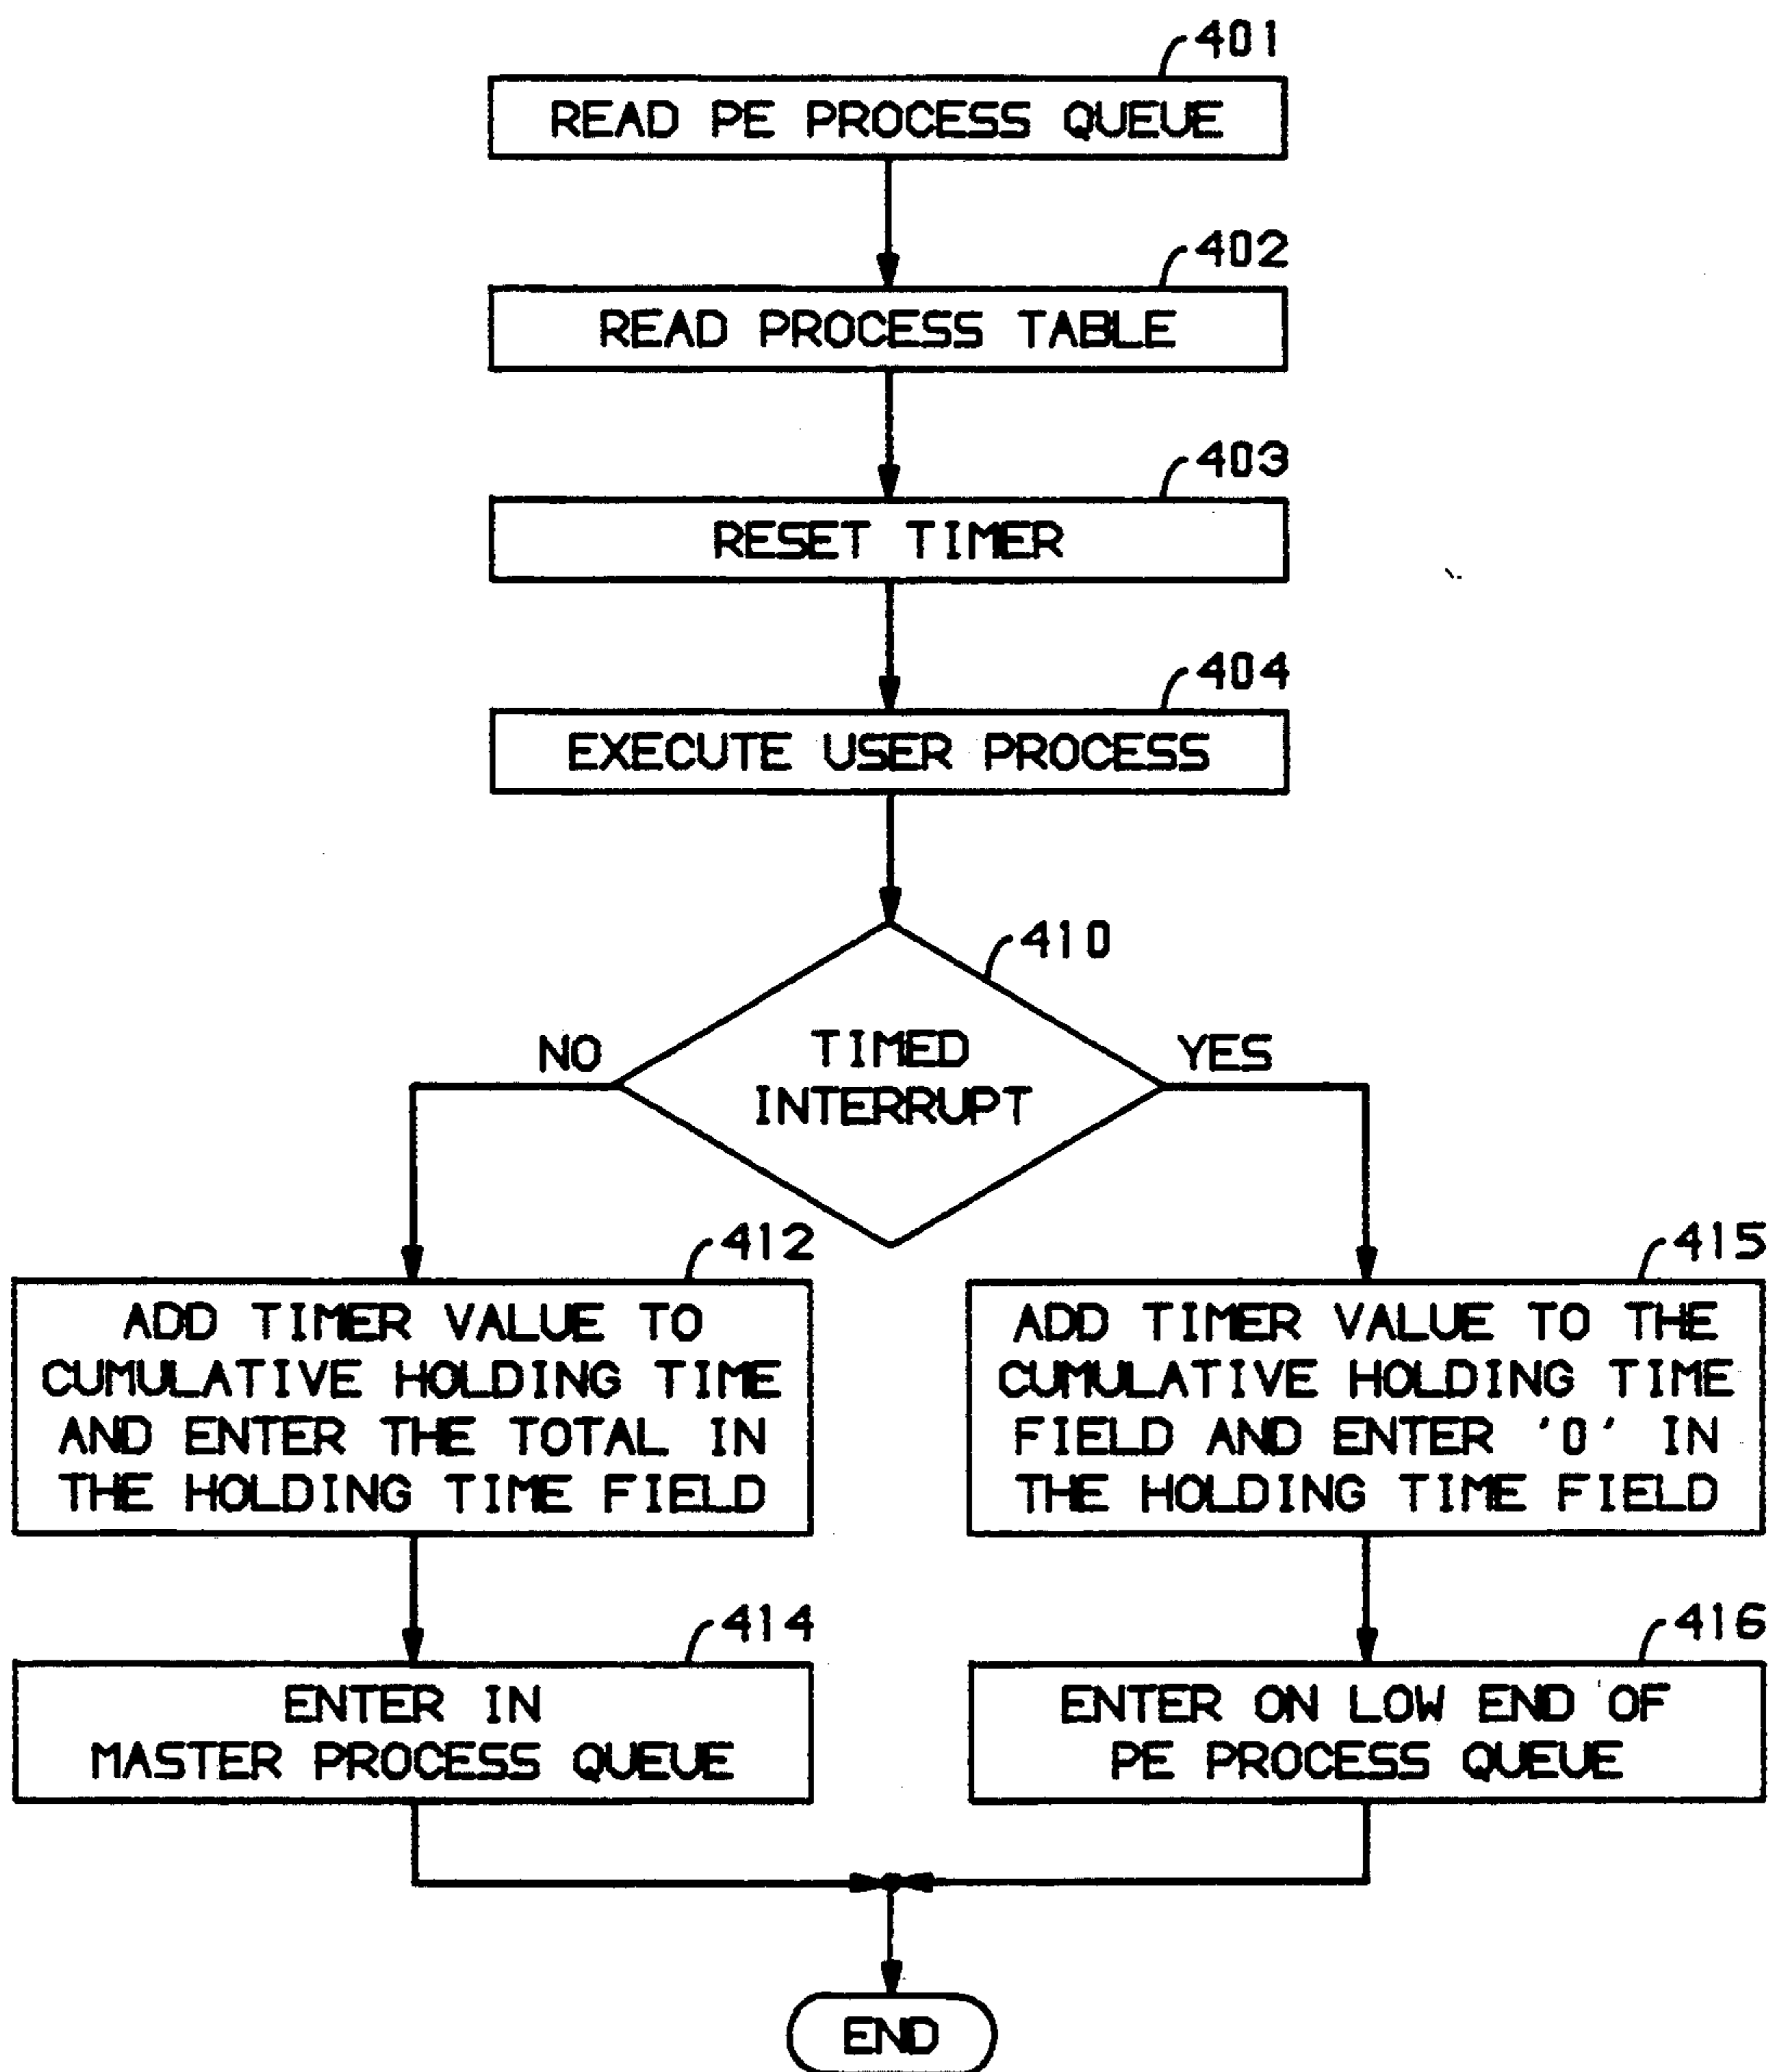 401
READ PE PROCESS QUEUE
402
READ PROCESS TABLE
403
RESET TIMER
404
EXECUTE USER PROCESS
410
TIMED
INTERRUPT
NO
YES
412
ADD TIMER VALUE TO
CUMULATIVE HOLDING TIME
AND ENTER THE TOTAL IN
THE HOLDING TIME FIELD
415
ADD TIMER VALUE TO THE
CUMULATIVE HOLDING TIME
FIELD AND ENTER '0' IN
THE HOLDING TIME FIELD
414
ENTER IN
MASTER PROCESS QUEUE
416
ENTER ON LOW END OF
PE PROCESS QUEUE
END